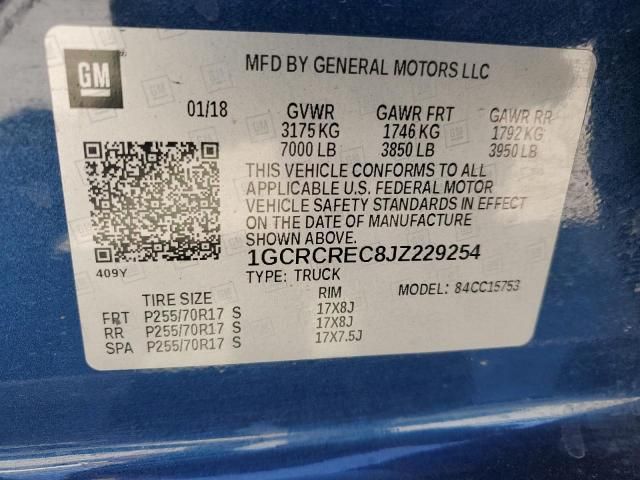 GM
MFD BY GENERAL MOTORS LLC
01/18 GVWR GAWR FRT GAWR RR
3175 KG 1746 KG 1792 KG
7000 LB 3850 LB 3950 LB
THIS VEHICLE CONFORMS TO ALL
APPLICABLE U.S. FEDERAL MOTOR
VEHICLE SAFETY STANDARDS IN EFFECT
ON THE DATE OF MANUFACTURE
SHOWN ABOVE.
1GCRCREC8JZ229254
409Y
TYPE: TRUCK
MODEL: 84CC15753
TIRE SIZE RIM
FRT P255/70R17 S 17X8J
RR P255/70R17 S 17X8J
SPA P255/70R17 S 17X7.5J